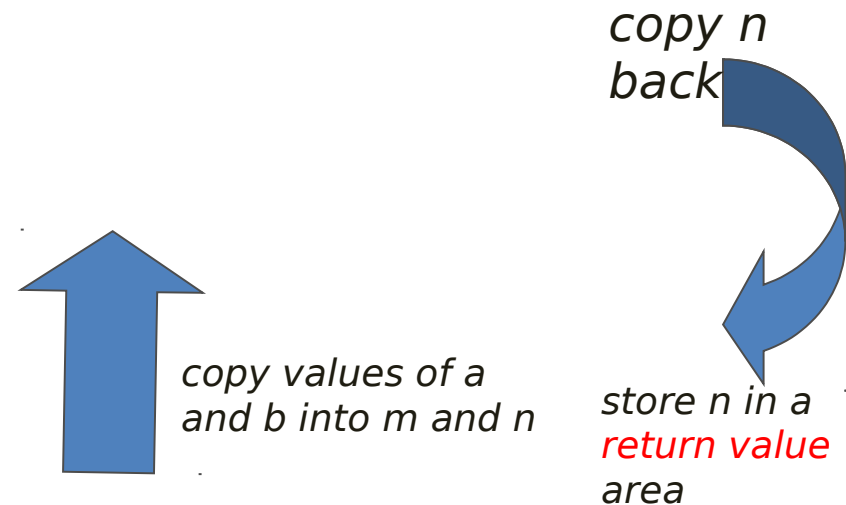 copy n
back
copy values of a
and b into m and n
store n in a
return value
area